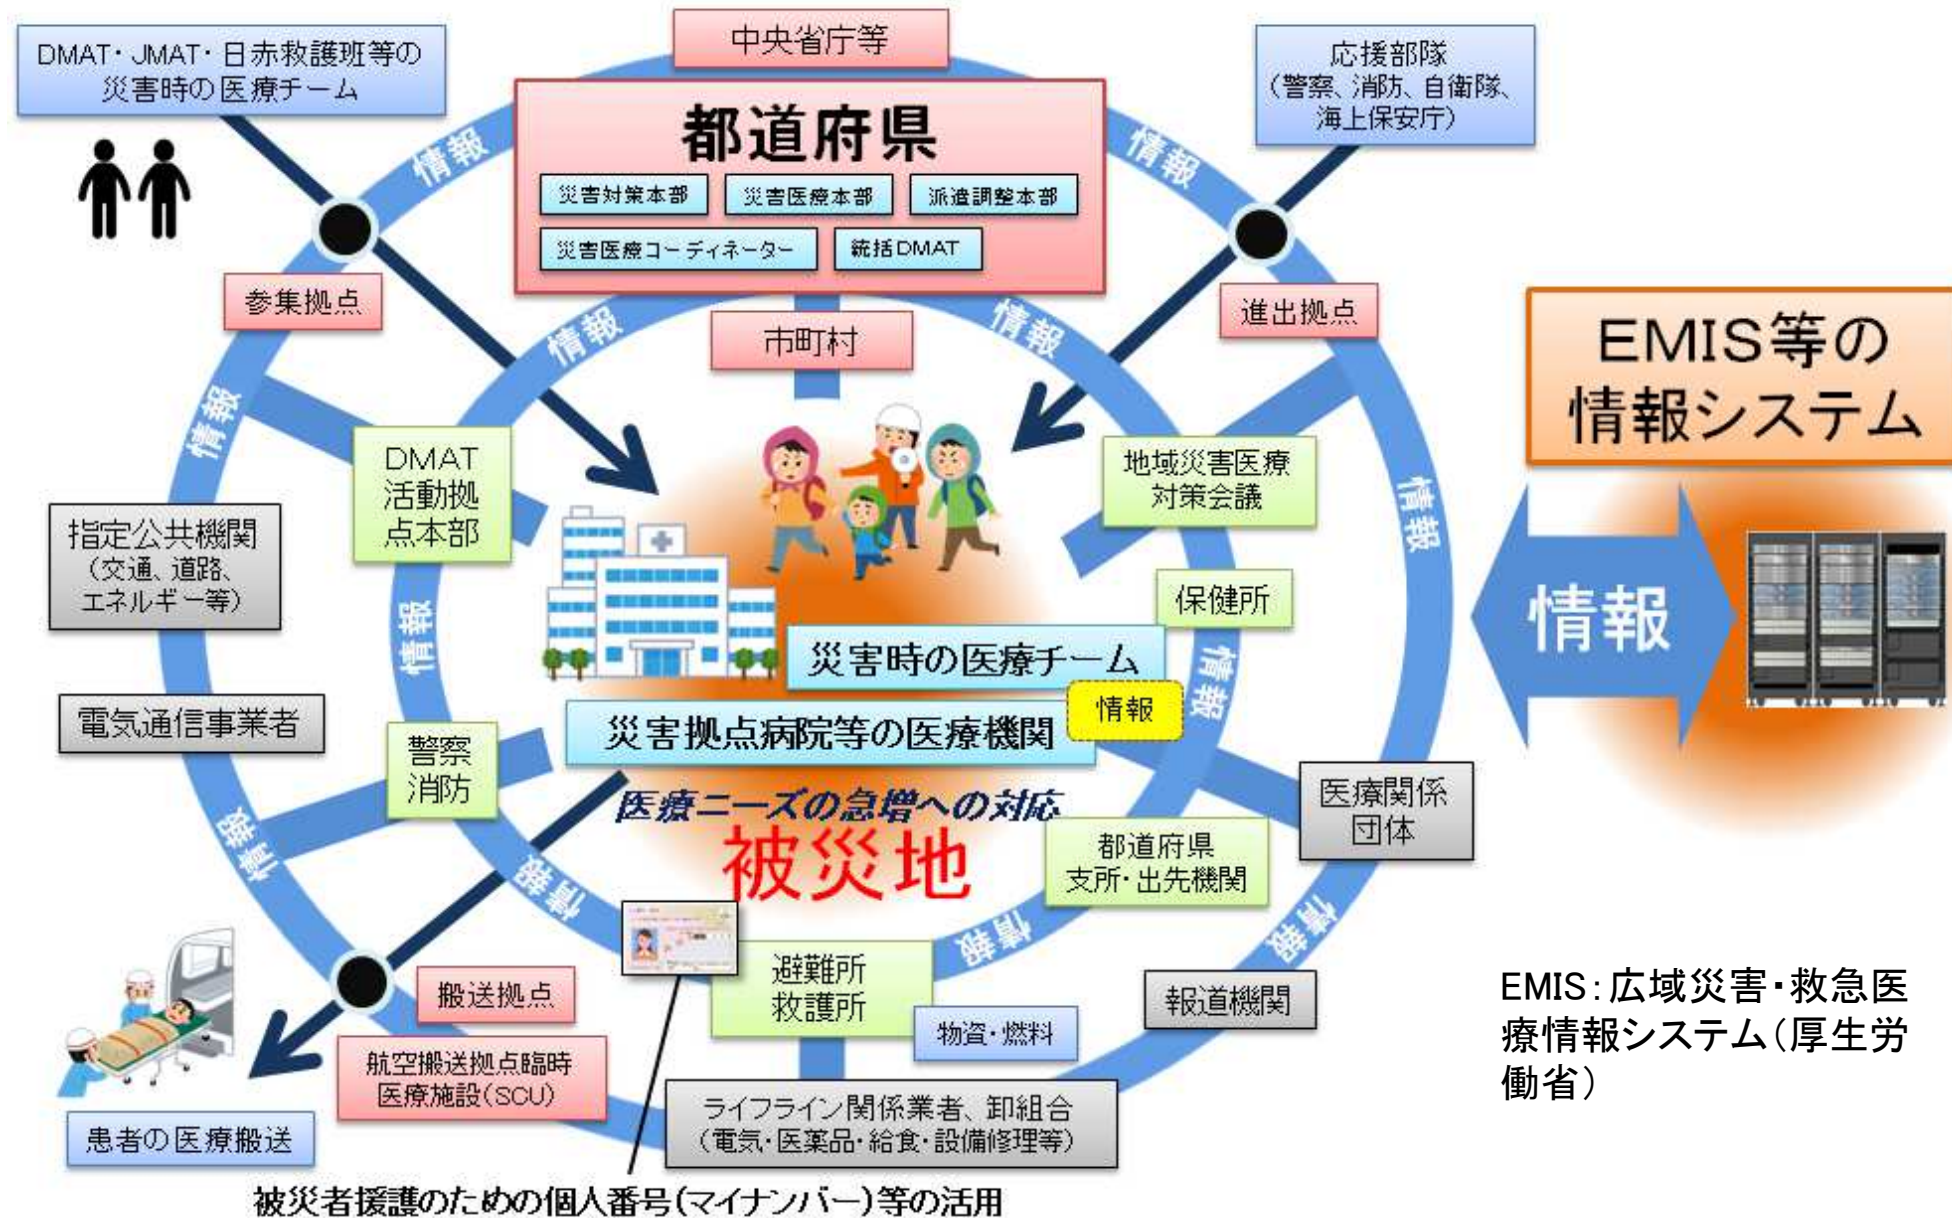 中央省庁等
DMAT・JMAT・日赤救護班等の
災害時の医療チーム
応援部隊
（警察、消防、自衛隊、
海上保安庁）
都道府県
災害対策本部
災害医療本部
派遣調整本部
災害医療コーディネーター
統括DMAT
情報
情報
参集拠点
進出拠点
情報
情報
市町村
EMIS等の
情報システム
情報
情報
DMAT
活動拠
点本部
地域災害医療
対策会議
指定公共機関
（交通、道路、
エネルギー等）
保健所
情報
情報
情報
災害時の医療チーム
情報
災害拠点病院等の医療機関
電気通信事業者
警察
消防
医療ニーズの急増への対応
被災地
医療関係
団体
情報
情報
都道府県
支所・出先機関
情報
情報
避難所
救護所
搬送拠点
物資・燃料
報道機関
航空搬送拠点臨時
医療施設（SCU）
患者の医療搬送
ライフライン関係業者、卸組合
（電気・医薬品・給食・設備修理等）
被災者援護のための個人番号（マイナンバー）等の活用
EMIS：広域災害・救急医
療情報システム（厚生労
働省）